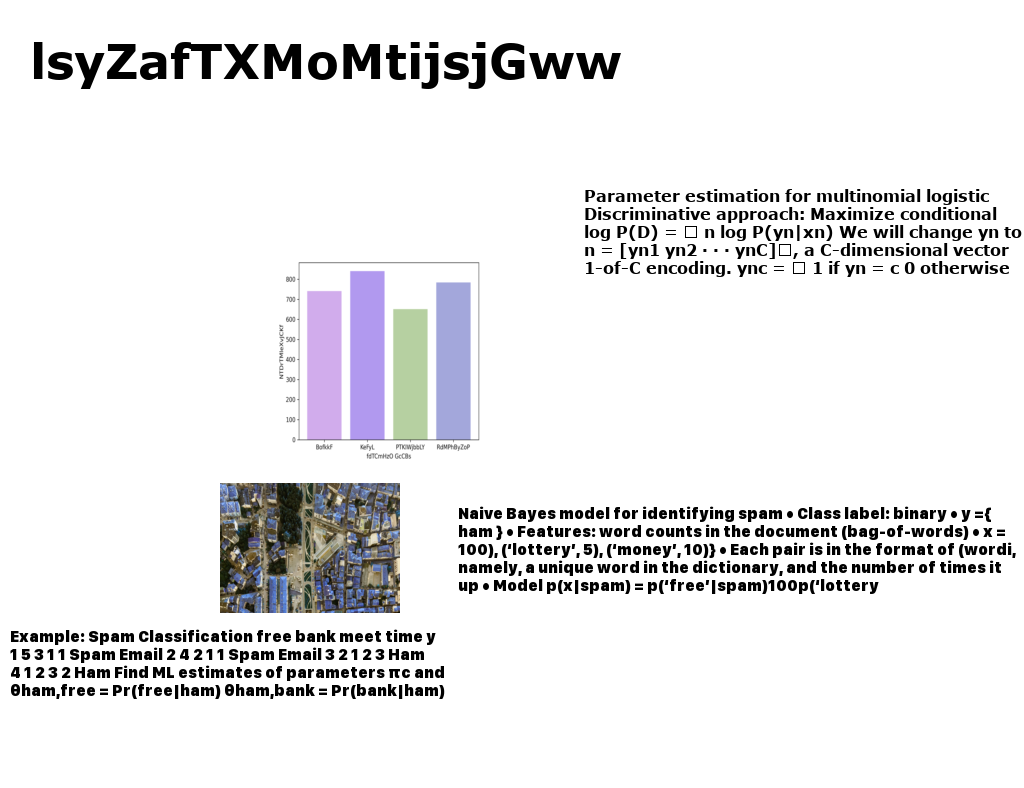 lsyZafTXMoMtijsjGww
Parameter estimation for multinomial logistic
Discriminative approach: Maximize conditional
log P(D) = □ n log P(yn|xn) We will change yn to
n = [yn1 yn2 · · · ynC]□, a C-dimensional vector
1-of-C encoding. ync = □ 1 if yn = c 0 otherwise
800
700
600
500
400
300
200
100
0
BafkkF KeFyL PTKlWjbbLY RdMPhByZoP
fdTCmHzO GcCBs
Naive Bayes model for identifying spam • Class label: binary • y ={
ham } • Features: word counts in the document (bag-of-words) • x =
100), (‘lottery’, 5), (‘money’, 10)} • Each pair is in the format of (wordi,
namely, a unique word in the dictionary, and the number of times it
up • Model p(x|spam) = p(‘free’|spam)100p(‘lottery
Example: Spam Classification free bank meet time y
1 5 3 1 1 Spam Email 2 4 2 1 1 Spam Email 3 2 1 2 3 Ham
4 1 2 3 2 Ham Find ML estimates of parameters πc and
θham,free = Pr(free|ham) θham,bank = Pr(bank|ham)